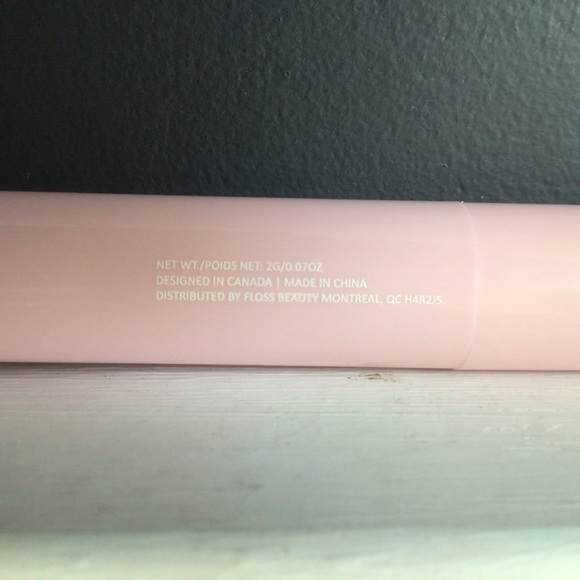 NET WT./POIDS NET: 2G/0.07OZ
DESIGNED IN CANADA | MADE IN CHINA
DISTRIBUTED BY FLOSS BEAUTY MONTREAL, QC H4R2J5.